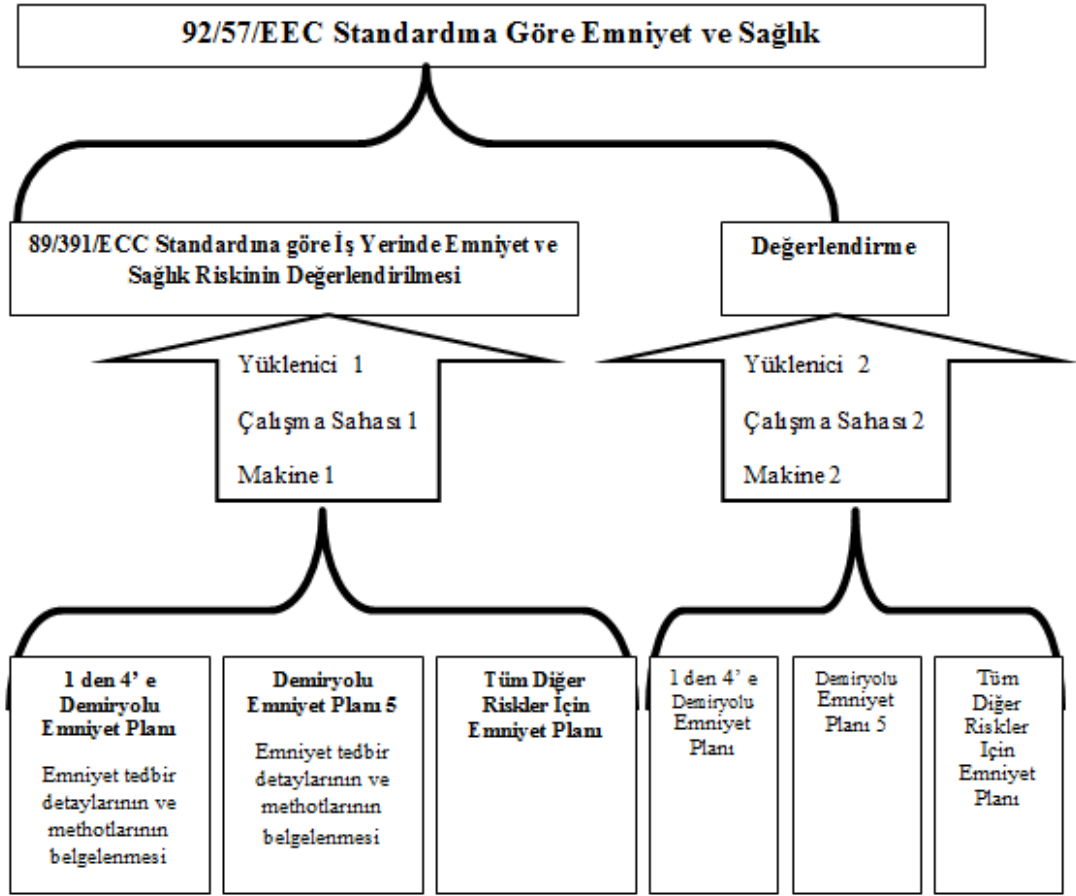 92/57/EEC Standardına Göre Emniyet ve Sağlık
89/391/ECC Standardına göre İş Yerinde Emniyet ve
Sağlık Riskinin Değerlendirilmesi
Değerlendirme
Yüklenici 1
Çalışma Sahası 1
Makine 1
Yüklenici 2
Çalışma Sahası 2
Makine 2
1 den 4' e
Demiryolu
Emniyet Planı
Emniyet tedbir
detaylarının ve
methotlarının
belgelenmesi
Demiryolu
Emniyet Planı 5
Emniyet tedbir
detaylarının ve
methotlarının
belgelenmesi
Tüm Diğer
Riskler İçin
Emniyet Planı
1 den 4' e
Demiryolu
Emniyet
Planı
Demiryolu
Emniyet
Planı 5
Tüm
Diğer
Riskler
İçin
Emniyet
Planı